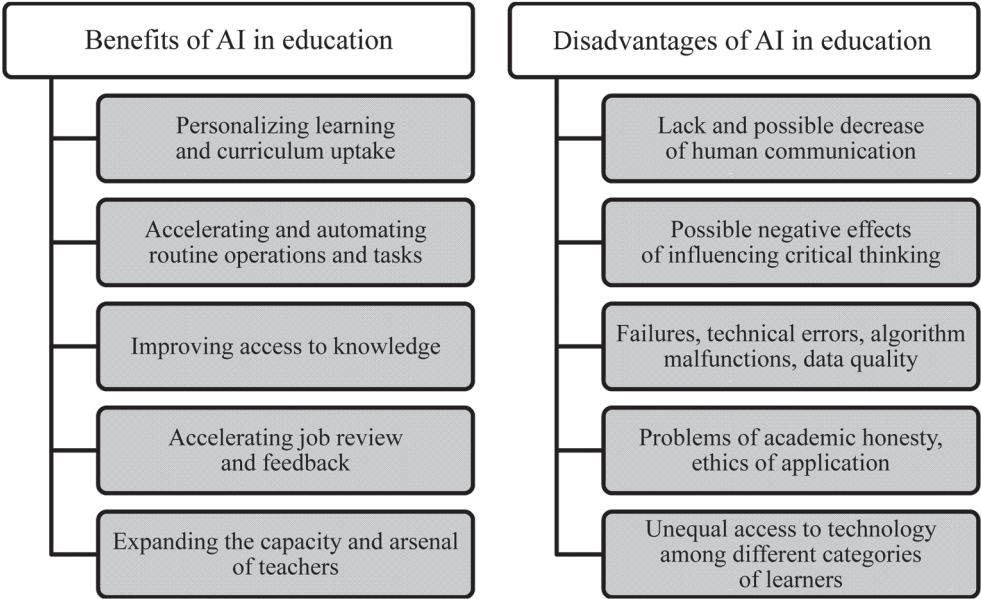 Benefits of AI in education
Personalizing learning
and curriculum uptake
Accelerating and automating
routine operations and tasks
Improving access to knowledge
Accelerating job review
and feedback
Expanding the capacity and arsenal
of teachers
Disadvantages of AI in education
Lack and possible decrease
of human communication
Possible negative effects
of influencing critical thinking
Failures, technical errors, algorithm
malfunctions, data quality
Problems of academic honesty,
ethics of application
Unequal access to technology
among different categories
of learners